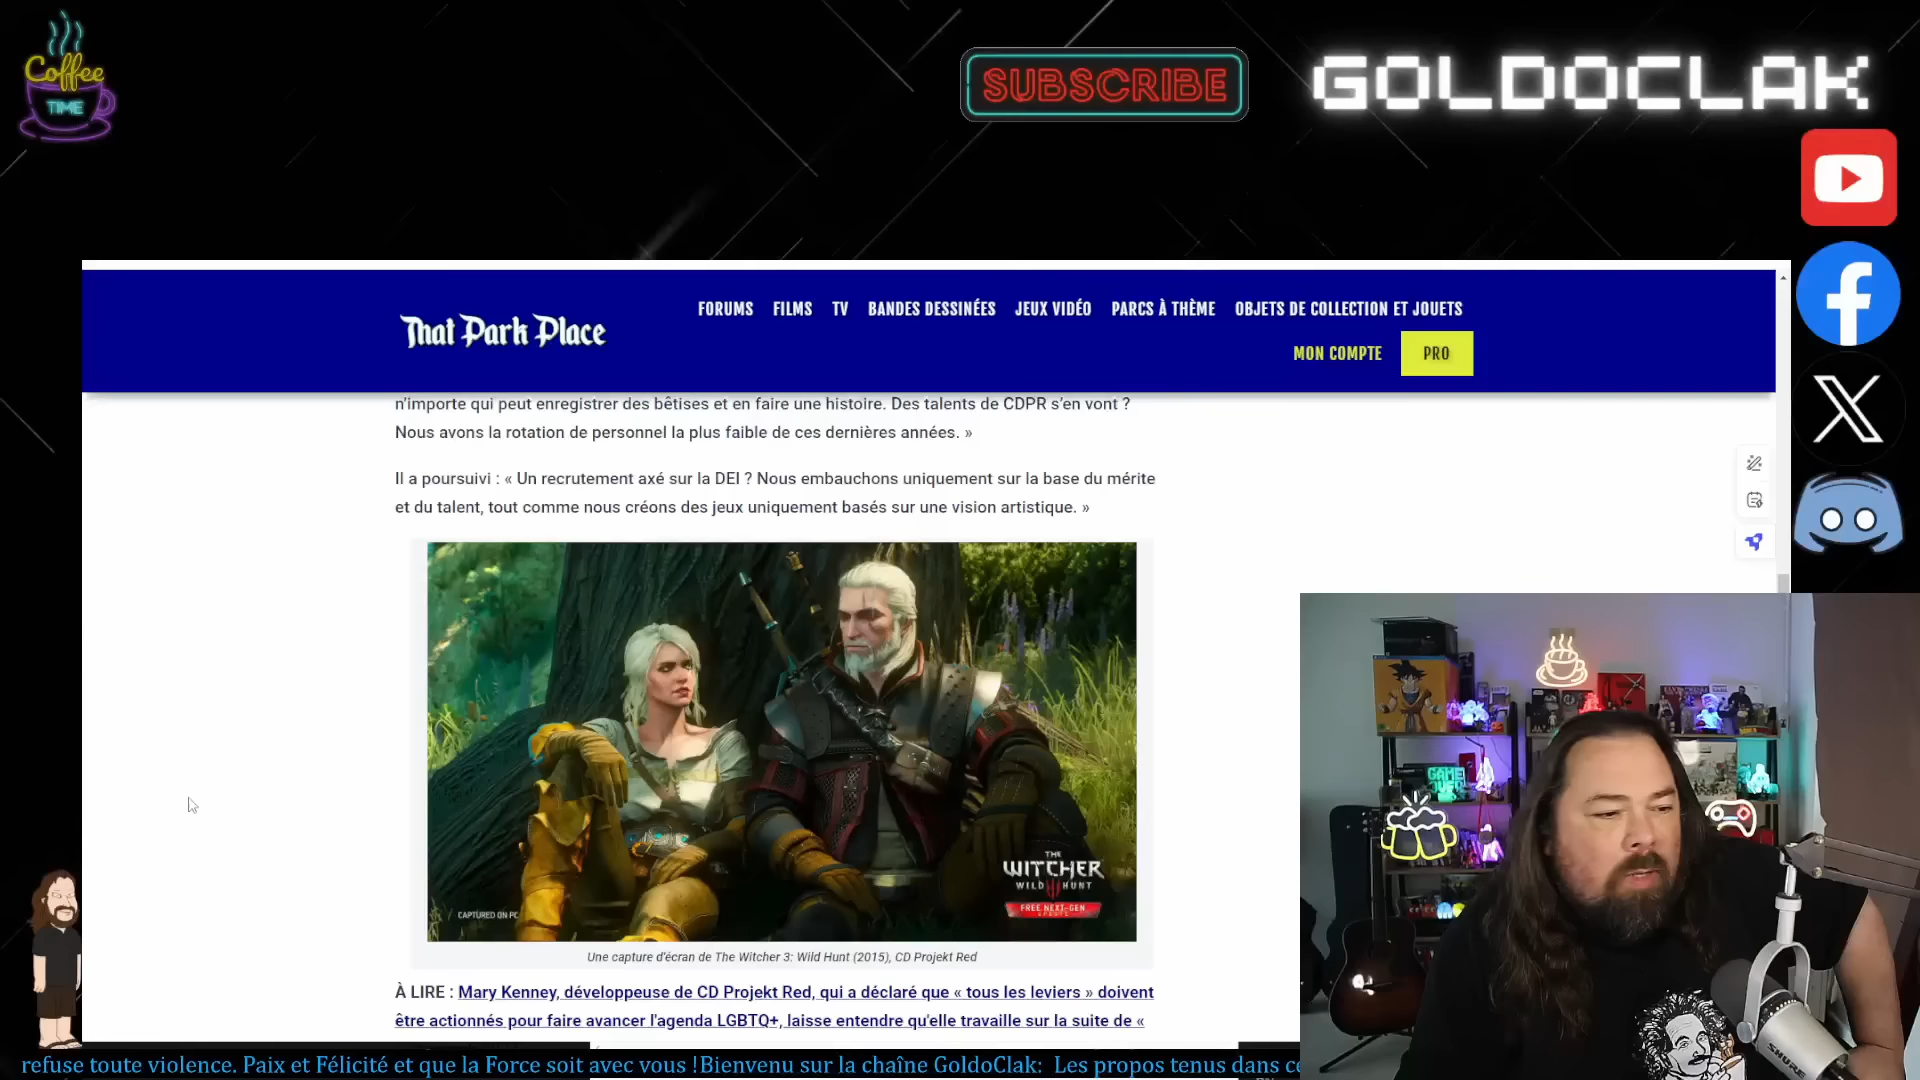 Coffee
TIME
SUBSCRIBE
GOLDOCLAK
That Park Place
FORUMS FILMS TV BANDES DESSINÉES JEUX VIDÉO PARCS À THÈME OBJETS DE COLLECTION ET JOUETS
MON COMPTE PRO
n'importe qui peut enregistrer des bêtises et en faire une histoire. Des talents de CDPR s'en vont ?
Nous avons la rotation de personnel la plus faible de ces dernières années. »
Il a poursuivi : « Un recrutement axé sur la DEI ? Nous embauchons uniquement sur la base du mérite
et du talent, tout comme nous créons des jeux uniquement basés sur une vision artistique. »
THE
WITCHER
WILD HUNT
FREE NEXT-GEN
UPDATE
CAPTURED ON PC
Une capture d'écran de The Witcher 3: Wild Hunt (2015), CD Projekt Red
À LIRE : Mary Kenney, développeuse de CD Projekt Red, qui a déclaré que « tous les leviers » doivent
être actionnés pour faire avancer l'agenda LGBTQ+, laisse entendre qu'elle travaille sur la suite de «
GAME
OVER
SHURE
refuse toute violence. Paix et Félicité et que la Force soit avec vous !Bienvenu sur la chaîne GoldoClak: Les propos tenus dans ce